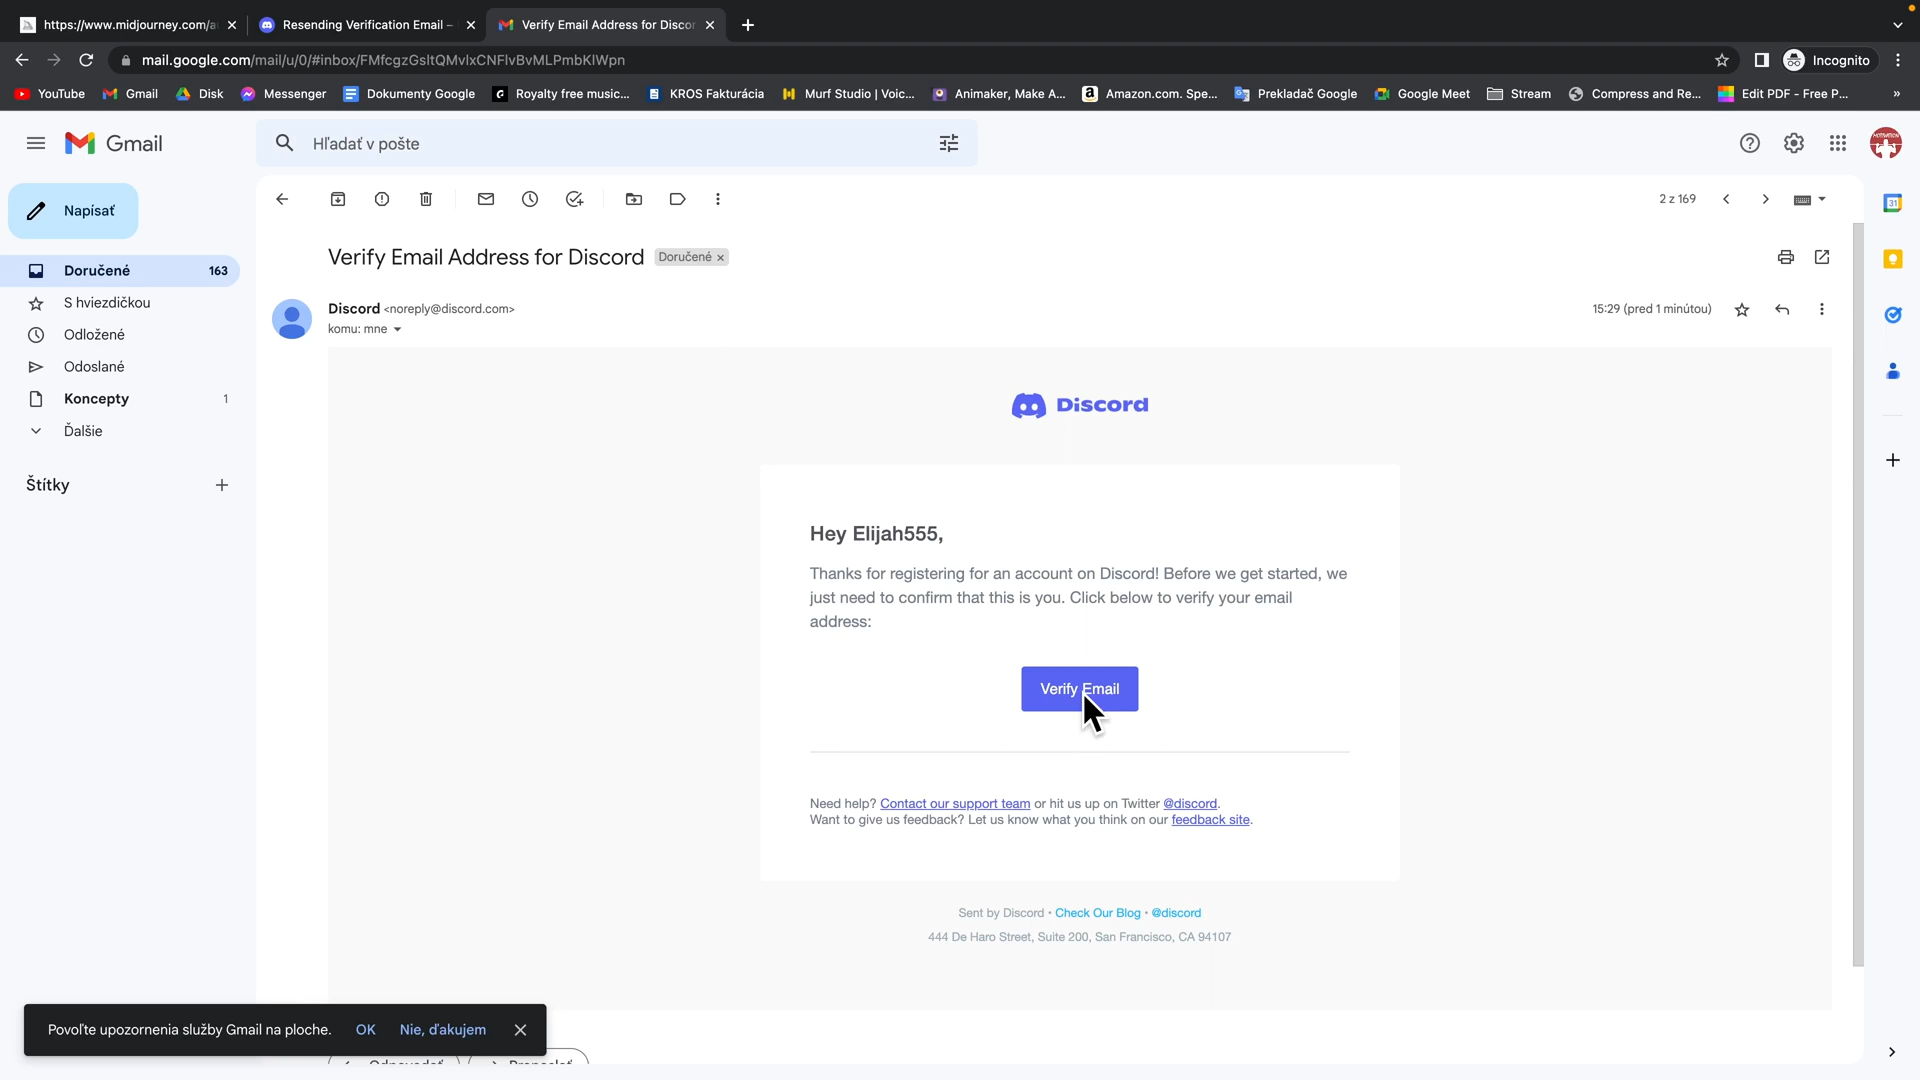 https://www.midjourney.com/a
Resending Verification Email –
Verify Email Address for Discor
mail.google.com/mail/u/0/#inbox/FMfcgzGsltQMvlxCNFlvBvMLPmbKlWpn
Incognito
YouTube
Gmail
Disk
Messenger
Dokumenty Google
Royalty free music...
KROS Fakturácia
Murf Studio | Voic...
Animaker, Make A...
Amazon.com. Spe...
Prekladač Google
Google Meet
Stream
Compress and Re...
Edit PDF - Free P...
»
Gmail
Hľadať v pošte
Napísať
2 z 169
Verify Email Address for Discord
Doručené ×
Doručené 163
S hviezdičkou
Odložené
Odoslané
Koncepty 1
Ďalšie
Štítky
Discord <noreply@discord.com>
komu: mne
15:29 (pred 1 minútou)
31
MOTIVATION
Discord
Hey Elijah555,
Thanks for registering for an account on Discord! Before we get started, we
just need to confirm that this is you. Click below to verify your email
address:
Verify Email
Need help? Contact our support team or hit us up on Twitter @discord.
Want to give us feedback? Let us know what you think on our feedback site.
Sent by Discord • Check Our Blog • @discord
444 De Haro Street, Suite 200, San Francisco, CA 94107
Povoľte upozornenia služby Gmail na ploche.
OK
Nie, ďakujem